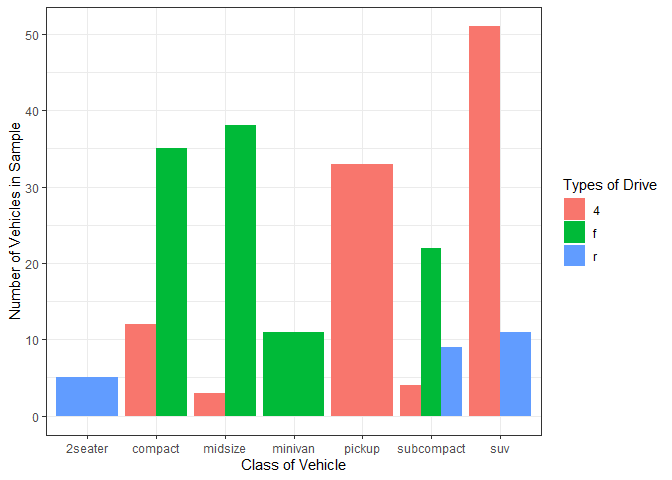 50
40
30
20
10
0
Number of Vehicles in Sample
2seater compact midsize minivan pickup subcompact suv
Class of Vehicle
Types of Drive
4
f
r